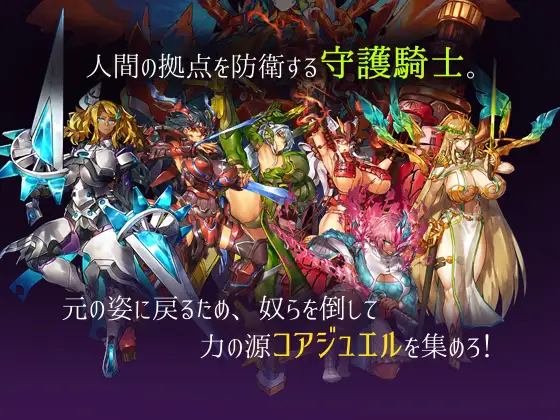 人間の拠点を防衛する守護騎士。
元の姿に戻るため、奴らを倒して
力の源コアジュエルを集めろ!